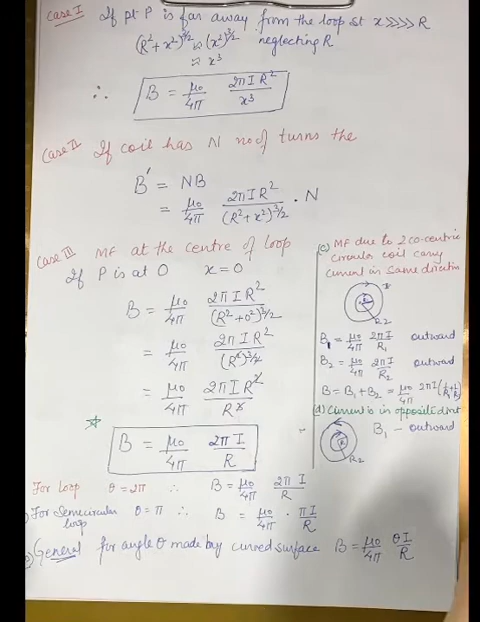 Case I If pt P is far away from the loop st x >>>> R
(R² + x²)^3/2 ≈ (x²)^3/2 neglecting R
≈ x³
∴ B = μ₀/4π 2πIR²/x³
Case II If coil has N no of turns the
B' = NB
= μ₀/4π 2πIR²/(R²+x²)^3/2 · N
Case III MF at the centre of loop
If P is at O x = 0
B = μ₀/4π 2πIR²/(R²+0²)^3/2
= μ₀/4π 2πIR²/(R²)^3/2
= μ₀/4π 2πIR²/R³
B = μ₀/4π 2πI/R
For loop θ = 2π ∴ B = μ₀/4π 2πI/R
For Semicircular θ = π ∴ B = μ₀/4π · πI/R
loop
General for angle θ made by curved surface B = μ₀/4π θI/R
(c) MF due to 2 co-centric
circular coil carry
current in same direction
I
R2
B₁ = μ₀/4π 2πI/R₁ outward
B₂ = μ₀/4π 2πI/R₂ outward
B = B₁ + B₂ = μ₀/4π 2πI(1/R₁+1/R₂)
(d) Current is in opposite dirnt
B₁ - outward
R2